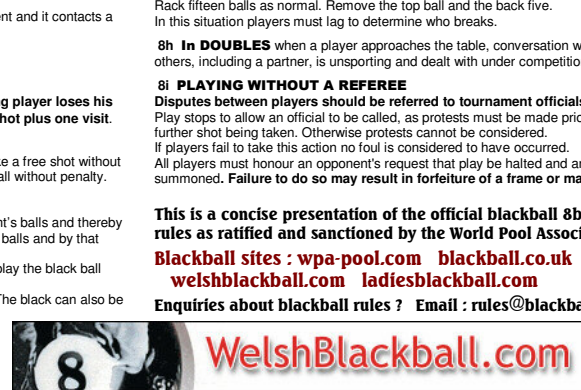 ent and it contacts a
ng player loses his
hot plus one visit.
ke a free shot without
all without penalty.
nt's balls and thereby
balls and by that
play the black ball
The black can also be
Rack fifteen balls as normal. Remove the top ball and the back five.
In this situation players must lag to determine who breaks.
8h In DOUBLES when a player approaches the table, conversation w
others, including a partner, is unsporting and dealt with under competitio
8i PLAYING WITHOUT A REFEREE
Disputes between players should be referred to tournament officials
Play stops to allow an official to be called, as protests must be made prio
further shot being taken. Otherwise protests cannot be considered.
If players fail to take this action no foul is considered to have occurred.
All players must honour an opponent's request that play be halted and an
summoned. Failure to do so may result in forfeiture of a frame or ma
This is a concise presentation of the official blackball 8b
rules as ratified and sanctioned by the World Pool Associ
Blackball sites : wpa-pool.com blackball.co.uk
welshblackball.com ladiesblackball.com
Enquiries about blackball rules ? Email : rules@blackba
8
WelshBlackball.com